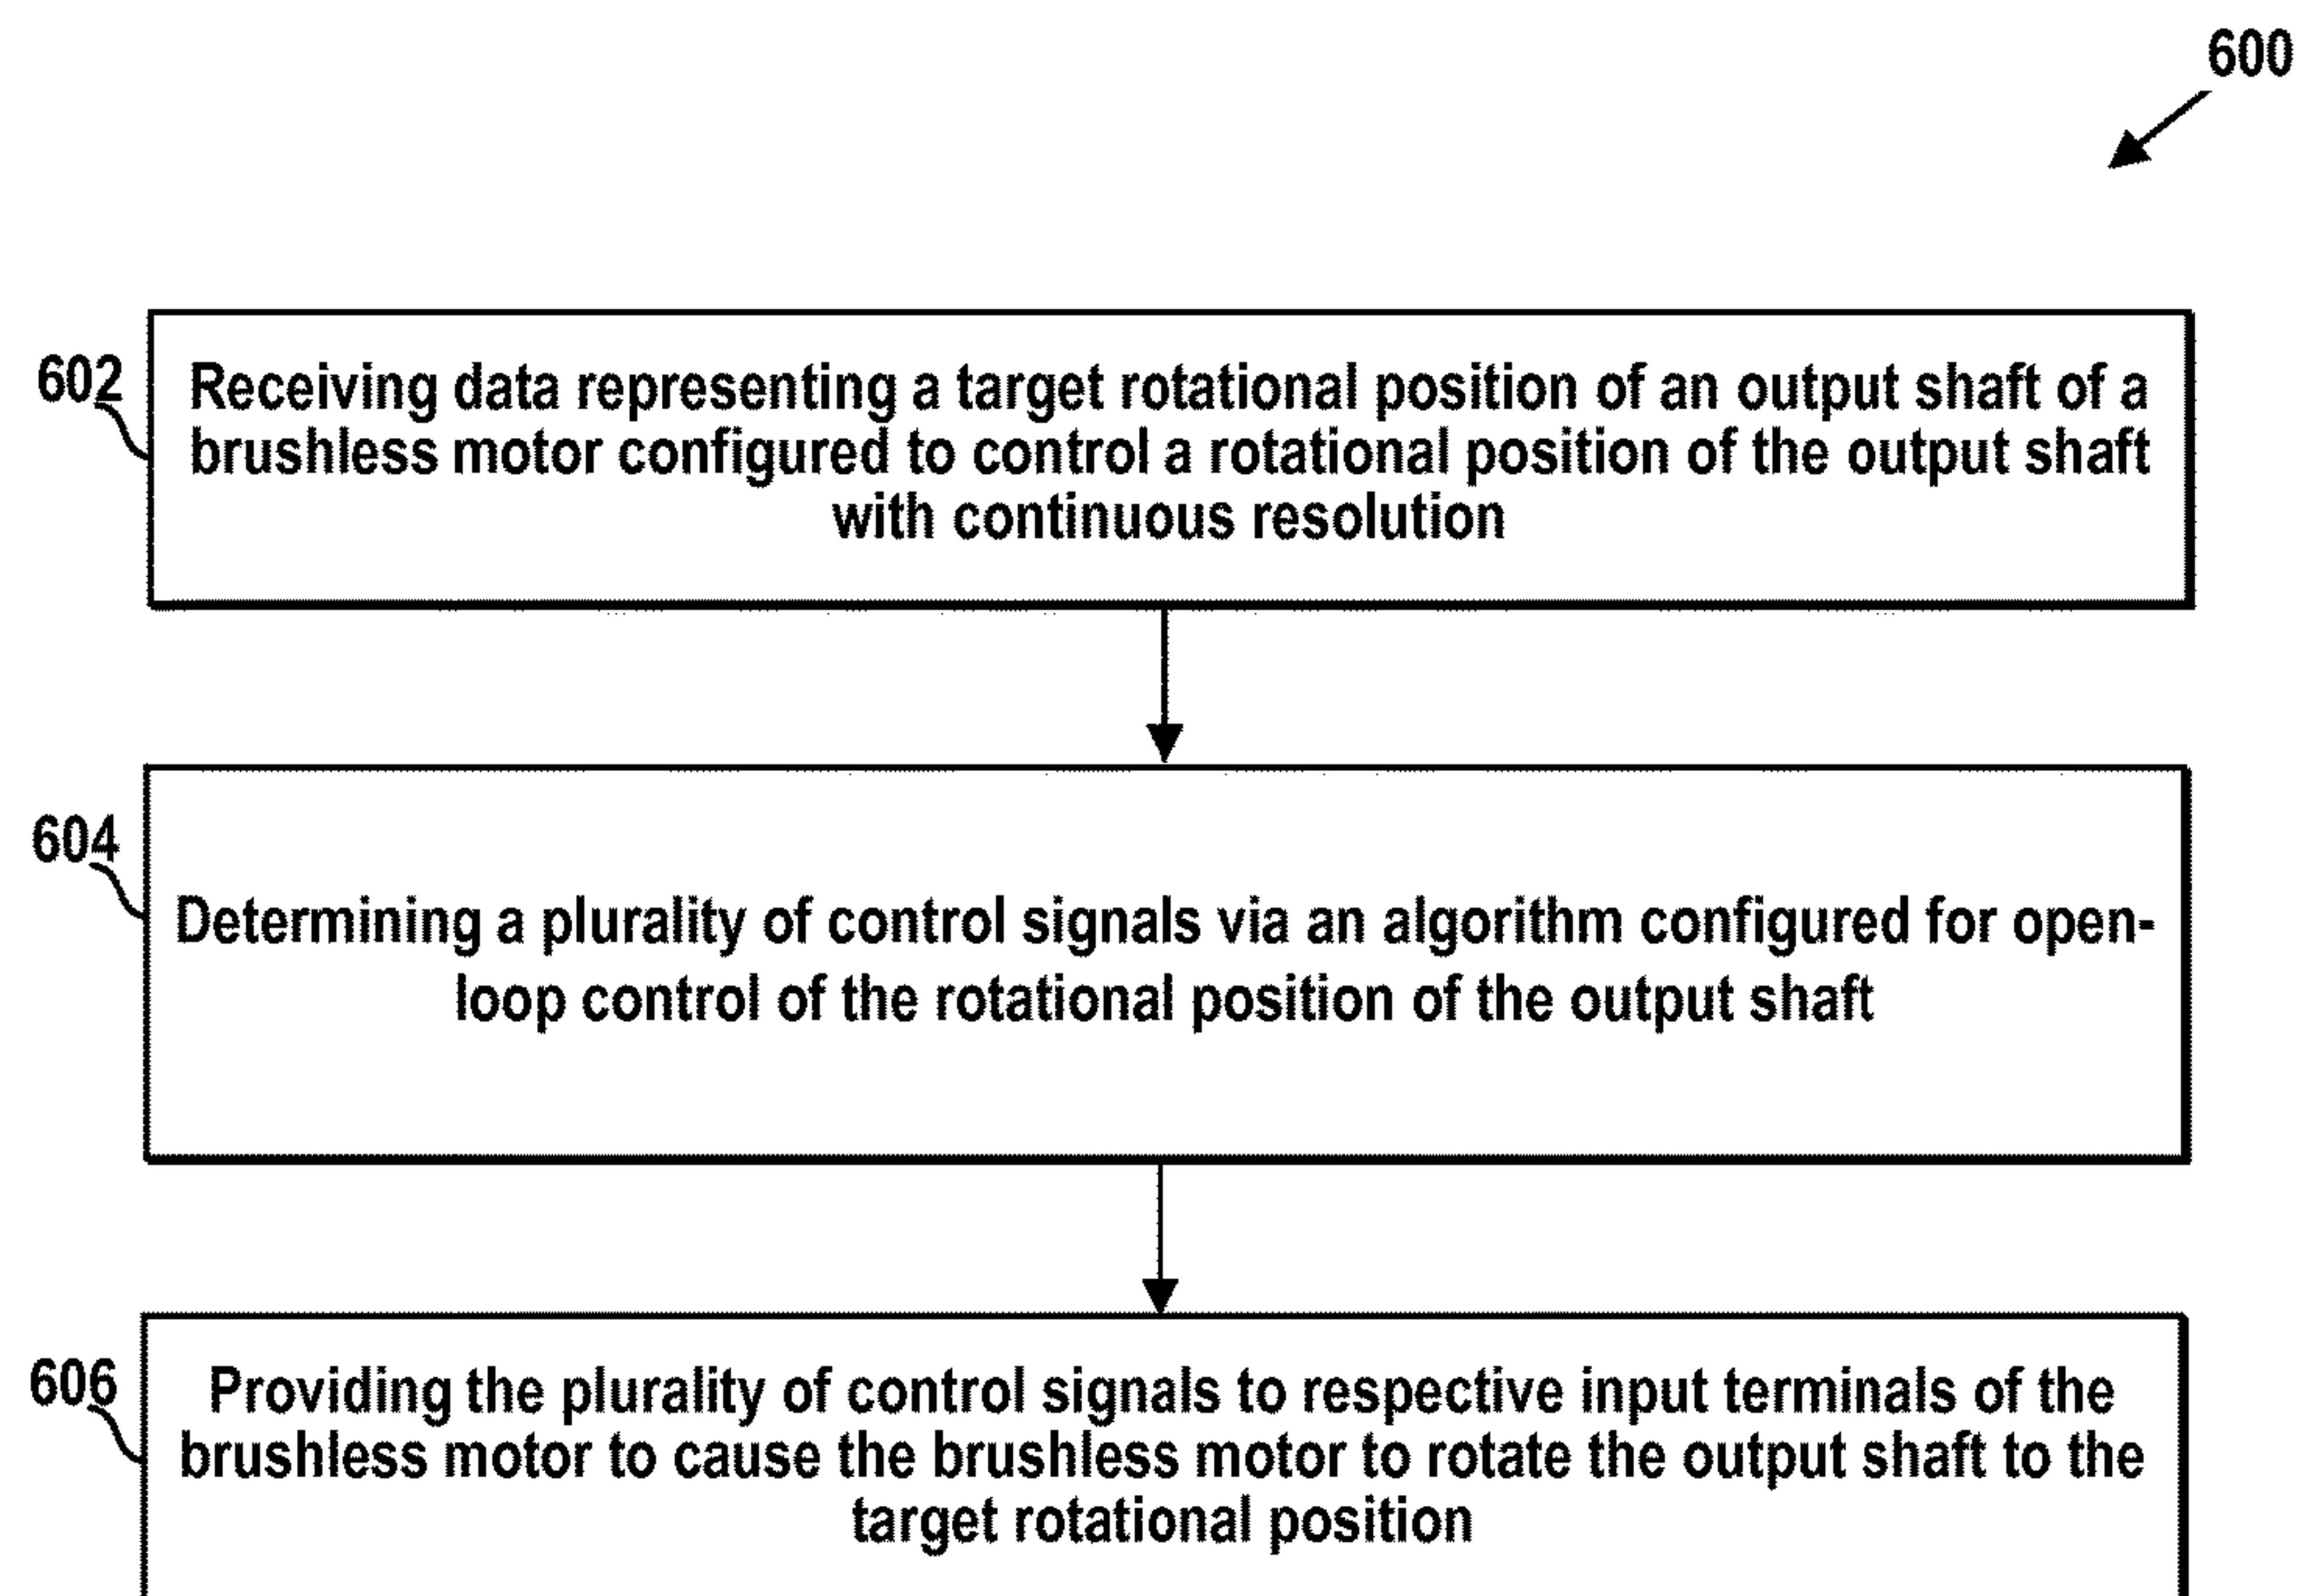 600
602
Receiving data representing a target rotational position of an output shaft of a
brushless motor configured to control a rotational position of the output shaft
with continuous resolution
604
Determining a plurality of control signals via an algorithm configured for open-
loop control of the rotational position of the output shaft
606
Providing the plurality of control signals to respective input terminals of the
brushless motor to cause the brushless motor to rotate the output shaft to the
target rotational position